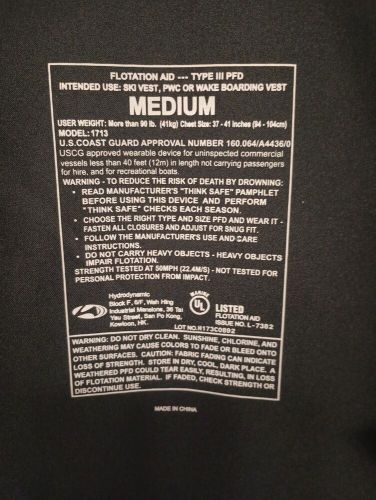 FLOTATION AID --- TYPE III PFD
INTENDED USE: SKI VEST, PWC OR WAKE BOARDING VEST
MEDIUM
USER WEIGHT: More than 90 lb. (41kg) Chest Size: 37 - 41 inches (94 - 104cm)
MODEL: 1713
U.S.COAST GUARD APPROVAL NUMBER 160.064/A4436/0
USCG approved wearable device for uninspected commercial
vessels less than 40 feet (12m) in length not carrying passengers
for hire, and for recreational boats.
WARNING - TO REDUCE THE RISK OF DEATH BY DROWNING:
• READ MANUFACTURER'S "THINK SAFE" PAMPHLET
BEFORE USING THIS DEVICE AND PERFORM
"THINK SAFE" CHECKS EACH SEASON.
• CHOOSE THE RIGHT TYPE AND SIZE PFD AND WEAR IT -
FASTEN ALL CLOSURES AND ADJUST FOR SNUG FIT.
• FOLLOW THE MANUFACTURER'S USE AND CARE
INSTRUCTIONS.
• DO NOT CARRY HEAVY OBJECTS - HEAVY OBJECTS
IMPAIR FLOTATION.
STRENGTH TESTED AT 50MPH (22.4M/S) - NOT TESTED FOR
PERSONAL PROTECTION FROM IMPACT.
Hydrodynamic
Block F, 6/F, Wah Hing
Industrial Mansions, 36 Tai
Yau Street, San Po Kong,
Kowloon, HK.
MARINE
UL
LISTED
FLOTATION AID
ISSUE NO. L - 7382
LOT NO.H173C0892
WARNING: DO NOT DRY CLEAN. SUNSHINE, CHLORINE, AND
WEATHERING MAY CAUSE COLORS TO FADE OR BLEED ONTO
OTHER SURFACES. CAUTION: FABRIC FADING CAN INDICATE
LOSS OF STRENGTH. STORE IN DRY, COOL, DARK PLACE. A
WEATHERED PFD COULD TEAR EASILY, RESULTING, IN LOSS
OF FLOTATION MATERIAL. IF FADED, CHECK STRENGTH OR
DISCONTINUE USE.
MADE IN CHINA